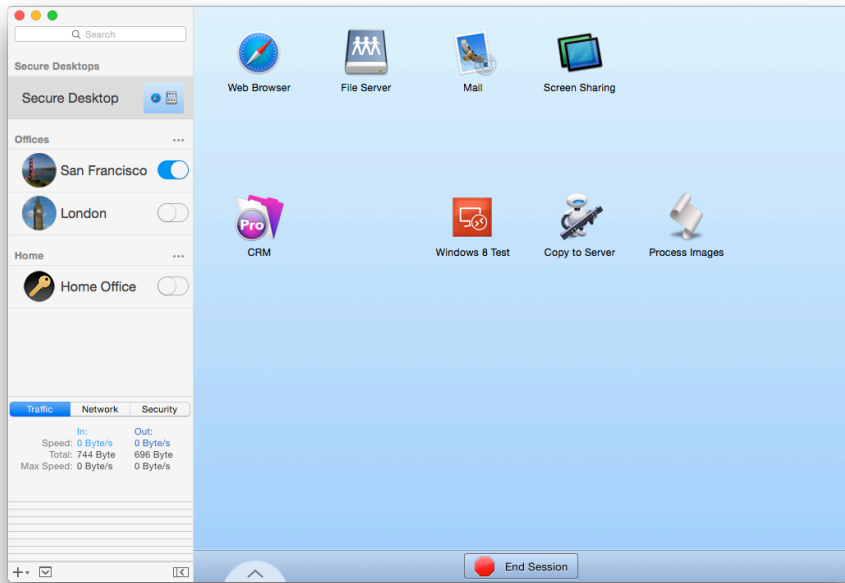 Search
Secure Desktops
Secure Desktop
Offices
San Francisco
London
Home
Home Office
Traffic Network Security
In: Out:
Speed: 0 Byte/s 0 Byte/s
Total: 744 Byte 696 Byte
Max Speed: 0 Byte/s 0 Byte/s
Web Browser File Server Mail Screen Sharing
Pro
CRM Windows 8 Test Copy to Server Process Images
End Session